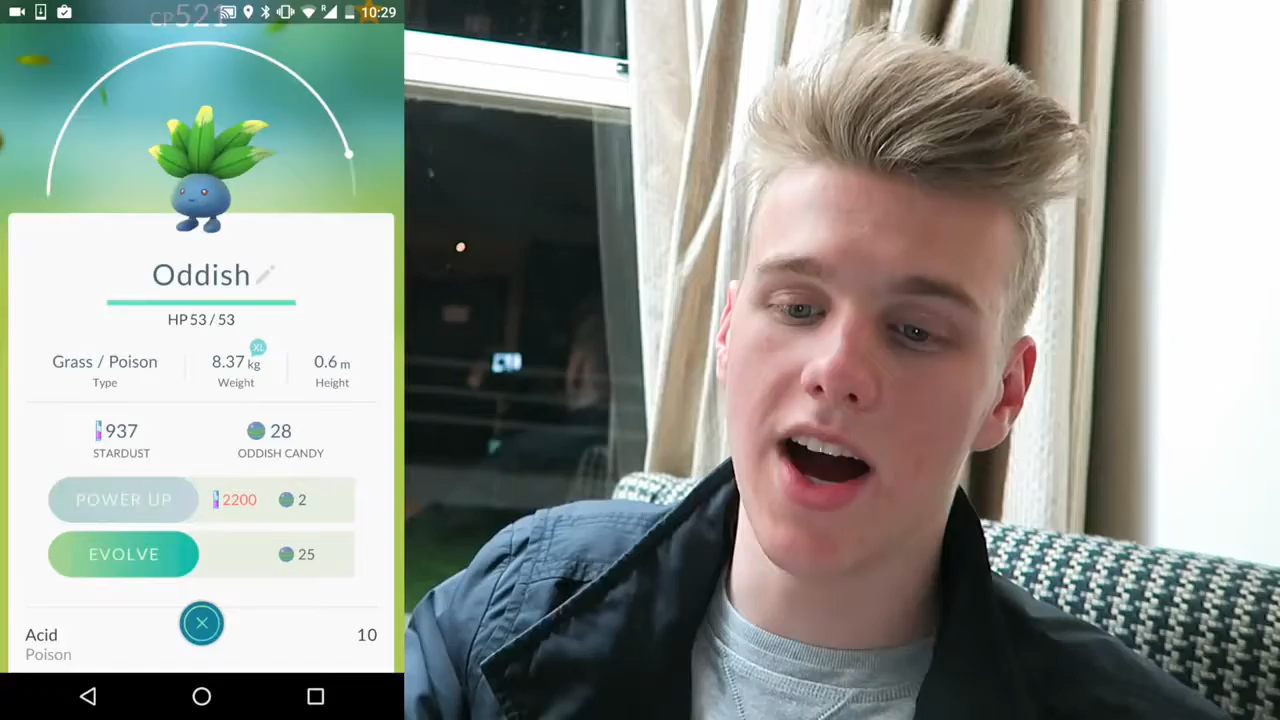 10:29
CP521
Oddish
HP 53 / 53
Grass / Poison
Type
XL
8.37 kg
Weight
0.6 m
Height
937
STARDUST
28
ODDISH CANDY
POWER UP 2200 2
EVOLVE 25
Acid 10
Poison